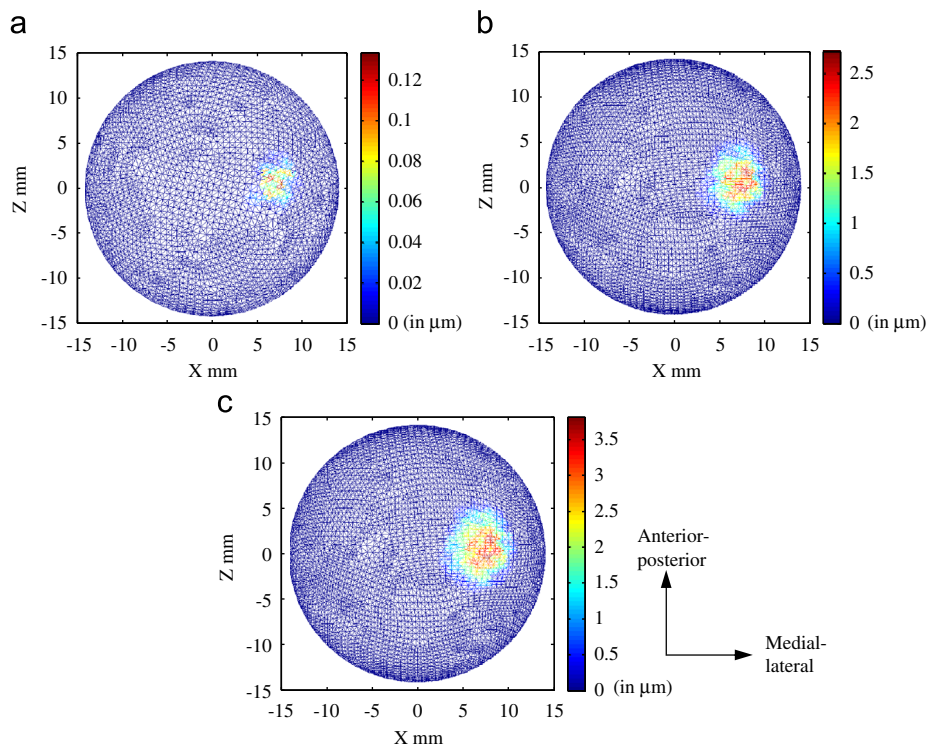 a
15
10
5
0
-5
-10
-15
Z mm
-15 -10 -5 0 5 10 15
X mm
0.12
0.1
0.08
0.06
0.04
0.02
0 (in μm)
b
15
10
5
0
-5
-10
-15
Z mm
-15 -10 -5 0 5 10 15
X mm
2.5
2
1.5
1
0.5
0 (in μm)
c
15
10
5
0
-5
-10
-15
Z mm
-15 -10 -5 0 5 10 15
X mm
3.5
3
2.5
2
1.5
1
0.5
0 (in μm)
Anterior-
posterior
Medial-
lateral